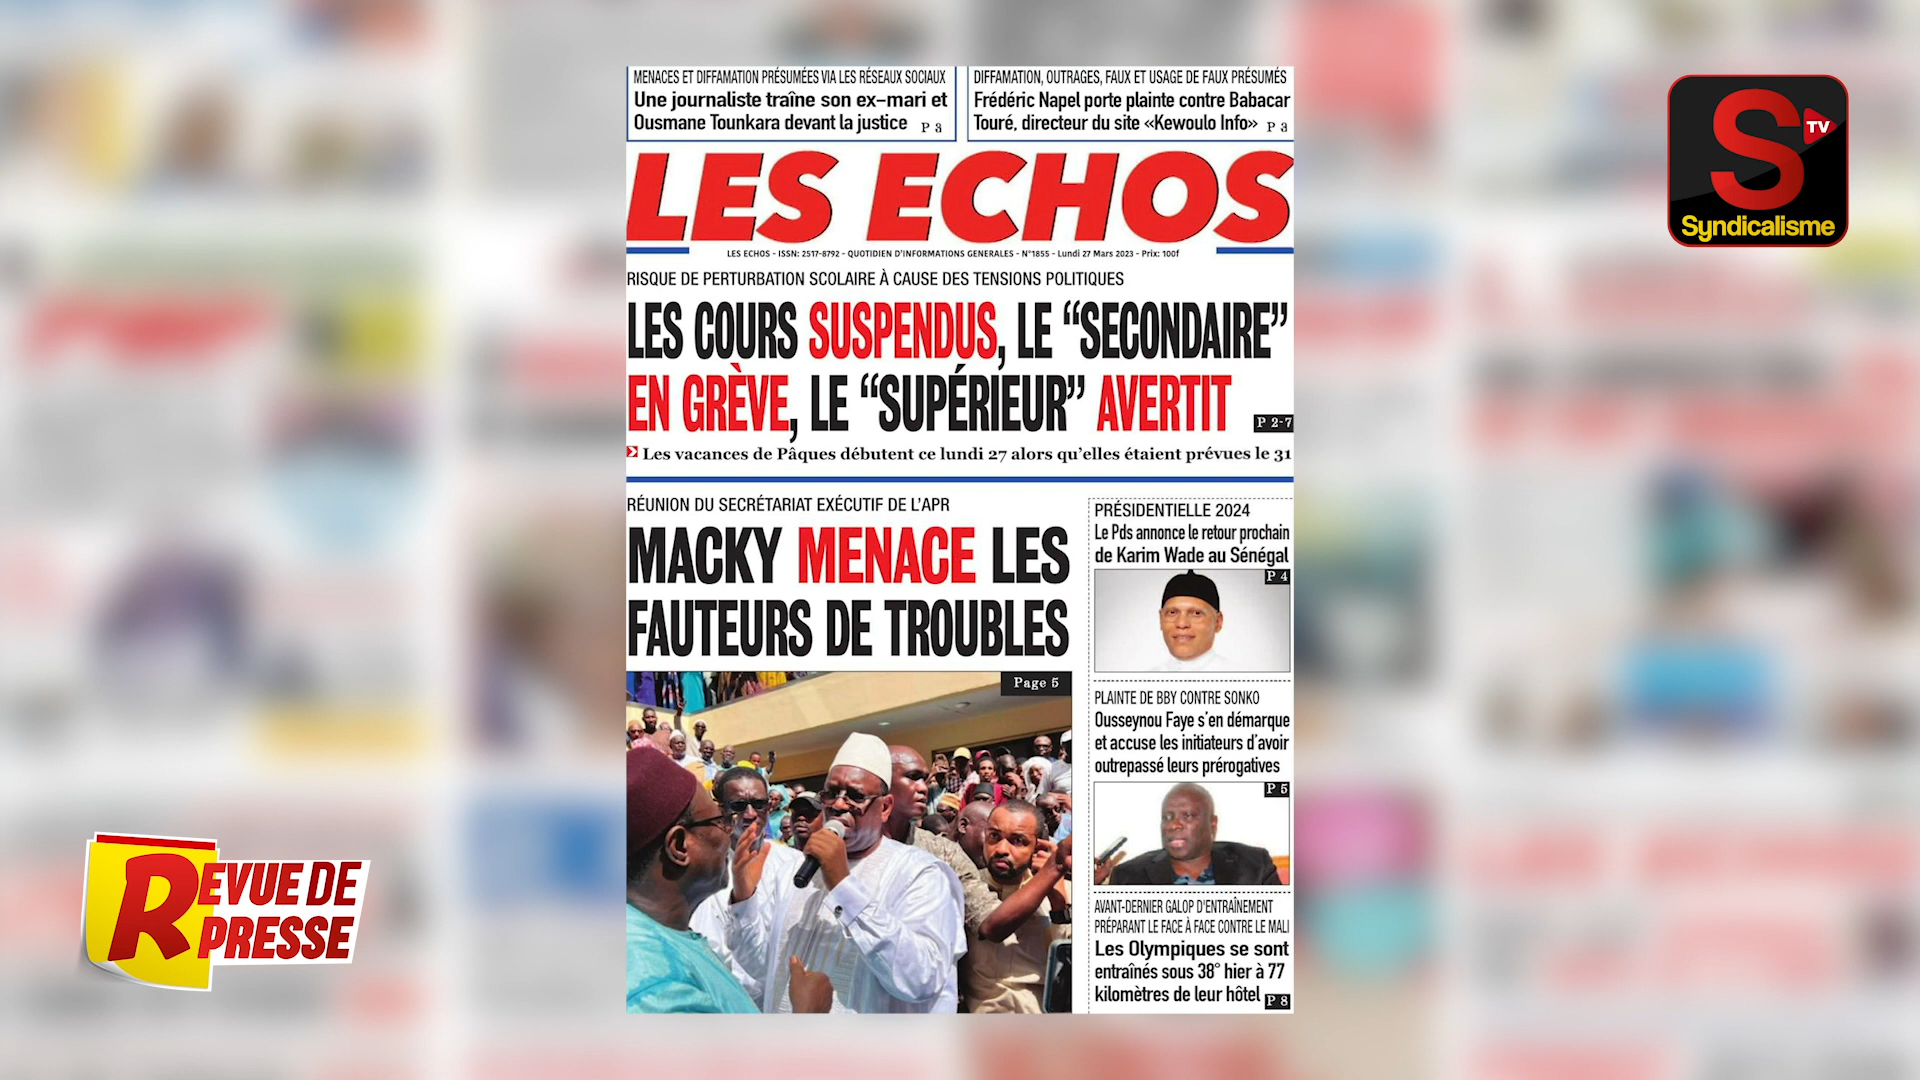 MENACES ET DIFFAMATION PRÉSUMÉES VIA LES RÉSEAUX SOCIAUX
Une journaliste traîne son ex-mari et
Ousmane Tounkara devant la justice P 3
DIFFAMATION, OUTRAGES, FAUX ET USAGE DE FAUX PRÉSUMÉS
Frédéric Napel porte plainte contre Babacar
Touré, directeur du site «Kewoulo Info» P 3
LES ECHOS
LES ECHOS - ISSN: 2517-8792 - QUOTIDIEN D'INFORMATIONS GENERALES - N°1855 - Lundi 27 Mars 2023 - Prix: 100f
RISQUE DE PERTURBATION SCOLAIRE À CAUSE DES TENSIONS POLITIQUES
LES COURS SUSPENDUS, LE “SECONDAIRE”
EN GRÈVE, LE “SUPÉRIEUR” AVERTIT P 2-7
Les vacances de Pâques débutent ce lundi 27 alors qu'elles étaient prévues le 31
RÉUNION DU SECRÉTARIAT EXÉCUTIF DE L'APR
MACKY MENACE LES
FAUTEURS DE TROUBLES
Page 5
PRÉSIDENTIELLE 2024
Le Pds annonce le retour prochain
de Karim Wade au Sénégal
P 4
PLAINTE DE BBY CONTRE SONKO
Ousseynou Faye s'en démarque
et accuse les initiateurs d'avoir
outrepassé leurs prérogatives
P 5
AVANT-DERNIER GALOP D'ENTRAÎNEMENT
PRÉPARANT LE FACE À FACE CONTRE LE MALI
Les Olympiques se sont
entraînés sous 38° hier à 77
kilomètres de leur hôtel P 8
S TV
Syndicalisme
REVUE DE
PRESSE